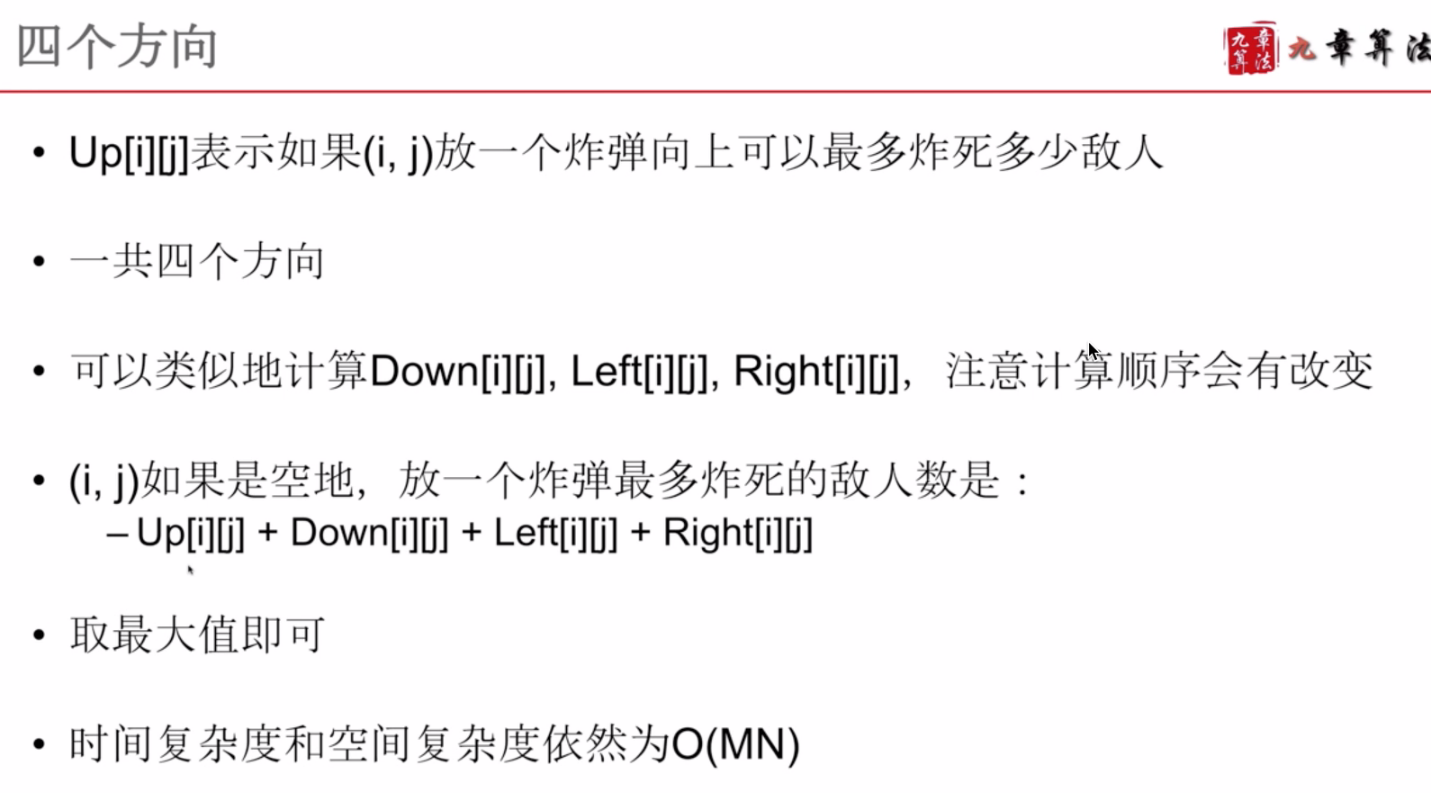 四个方向
九章算法
九章算法
• Up[i][j]表示如果(i, j)放一个炸弹向上可以最多炸死多少敌人
• 一共四个方向
• 可以类似地计算Down[i][j], Left[i][j], Right[i][j]，注意计算顺序会有改变
• (i, j)如果是空地，放一个炸弹最多炸死的敌人数是：
– Up[i][j] + Down[i][j] + Left[i][j] + Right[i][j]
• 取最大值即可
• 时间复杂度和空间复杂度依然为O(MN)